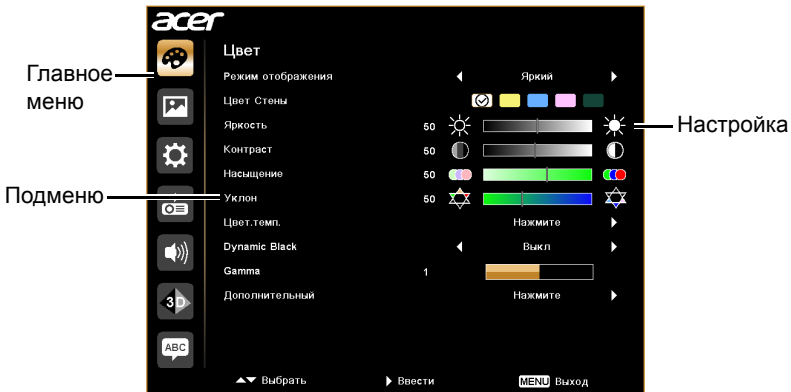 acer
Цвет
Главное
меню
Режим отображения Яркий
Цвет Стены
Яркость 50
Настройка
Контраст 50
Насыщение 50
Подменю
Уклон 50
Цвет.темп. Нажмите
Dynamic Black Выкл
Gamma 1
3D
Дополнительный Нажмите
ABC
Выбрать Ввести MENU Выход